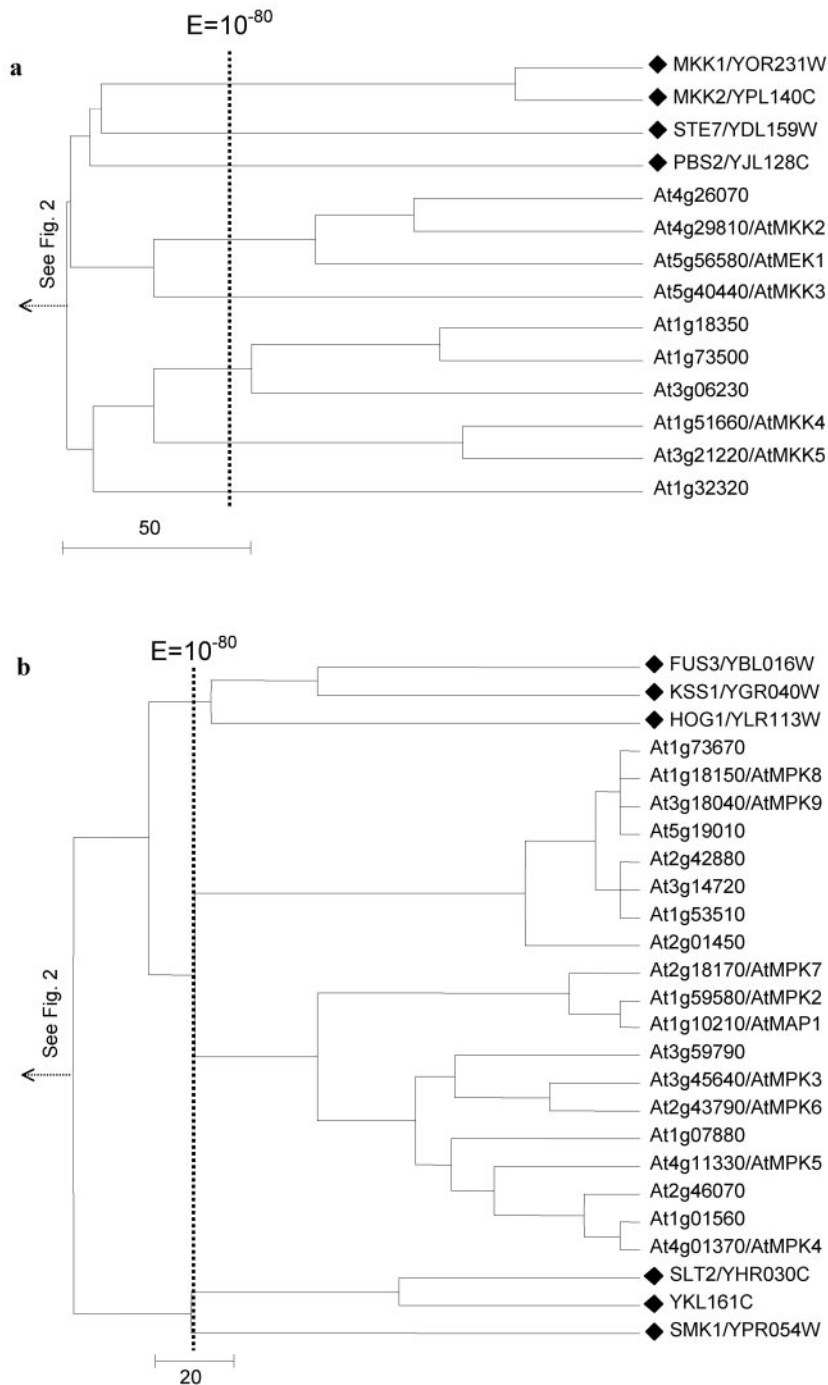 E=10-80
a
MKK1/YOR231W
MKK2/YPL140C
STE7/YDL159W
PBS2/YJL128C
At4g26070
At4g29810/AtMKK2
At5g56580/AtMEK1
At5g40440/AtMKK3
At1g18350
At1g73500
At3g06230
At1g51660/AtMKK4
At3g21220/AtMKK5
At1g32320
See Fig. 2
50
b
E=10-80
FUS3/YBL016W
KSS1/YGR040W
HOG1/YLR113W
At1g73670
At1g18150/AtMPK8
At3g18040/AtMPK9
At5g19010
At2g42880
At3g14720
At1g53510
At2g01450
At2g18170/AtMPK7
At1g59580/AtMPK2
At1g10210/AtMAP1
At3g59790
At3g45640/AtMPK3
At2g43790/AtMPK6
At1g07880
At4g11330/AtMPK5
At2g46070
At1g01560
At4g01370/AtMPK4
SLT2/YHR030C
YKL161C
SMK1/YPR054W
See Fig. 2
20